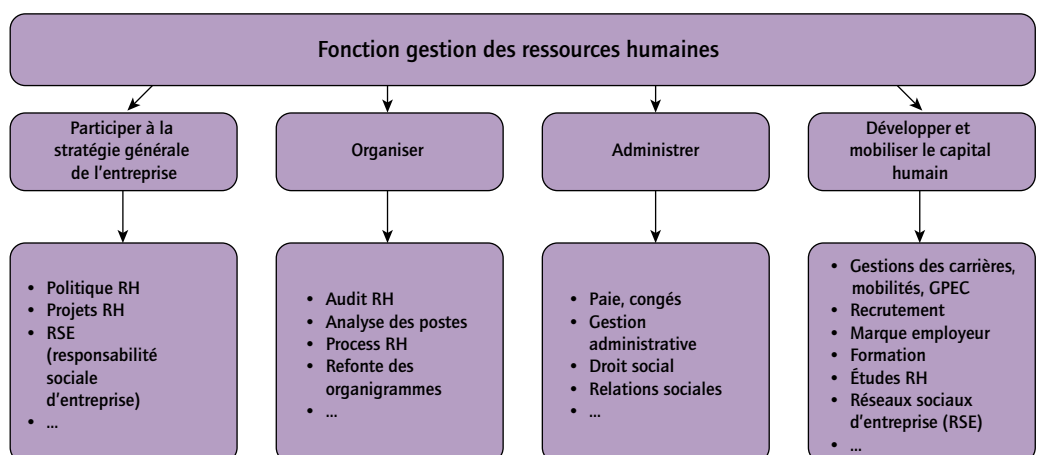 Fonction gestion des ressources humaines
Participer à la
stratégie générale
de l'entreprise
Organiser
Administrer
Développer et
mobiliser le capital
humain
• Politique RH
• Projets RH
• RSE
(responsabilité
sociale
d'entreprise)
• ...
• Audit RH
• Analyse des postes
• Process RH
• Refonte des
organigrammes
• ...
• Paie, congés
• Gestion
administrative
• Droit social
• Relations sociales
• ...
• Gestions des carrières,
mobilités, GPEC
• Recrutement
• Marque employeur
• Formation
• Études RH
• Réseaux sociaux
d'entreprise (RSE)
• ...